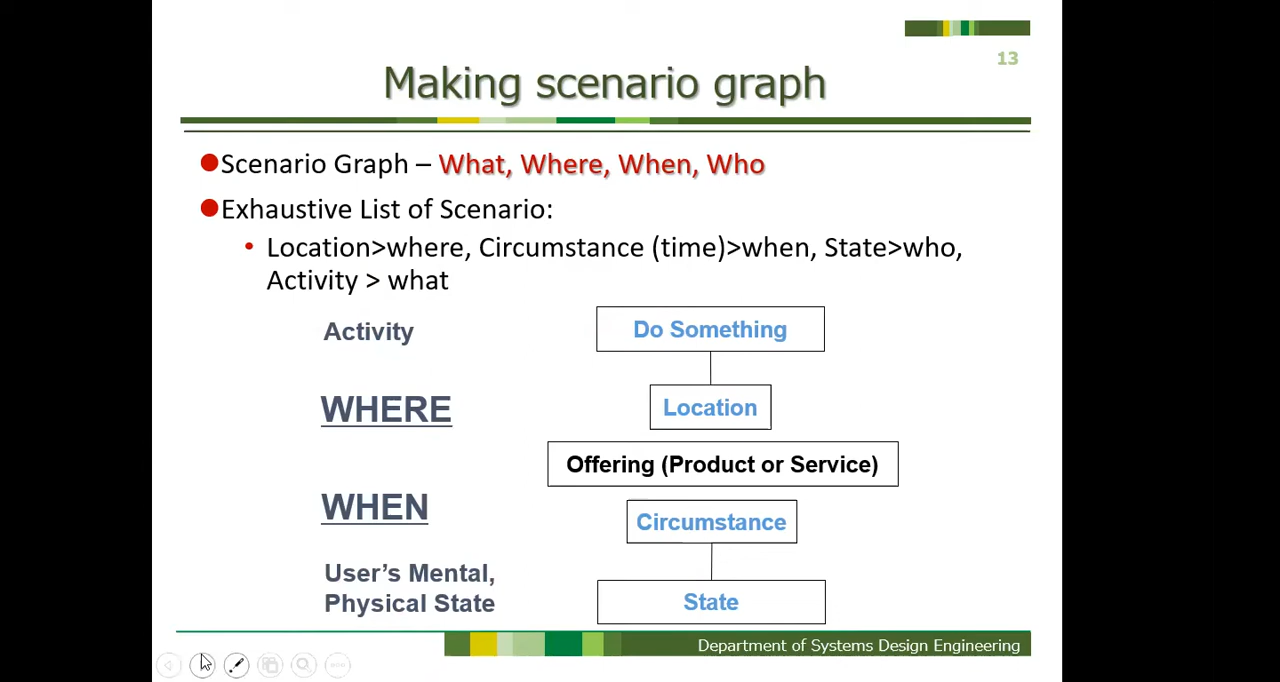 13
Making scenario graph
Scenario Graph – What, Where, When, Who
Exhaustive List of Scenario:
Location>where, Circumstance (time)>when, State>who,
Activity > what
Activity
Do Something
WHERE
Location
Offering (Product or Service)
WHEN
Circumstance
User’s Mental,
Physical State
State
Department of Systems Design Engineering